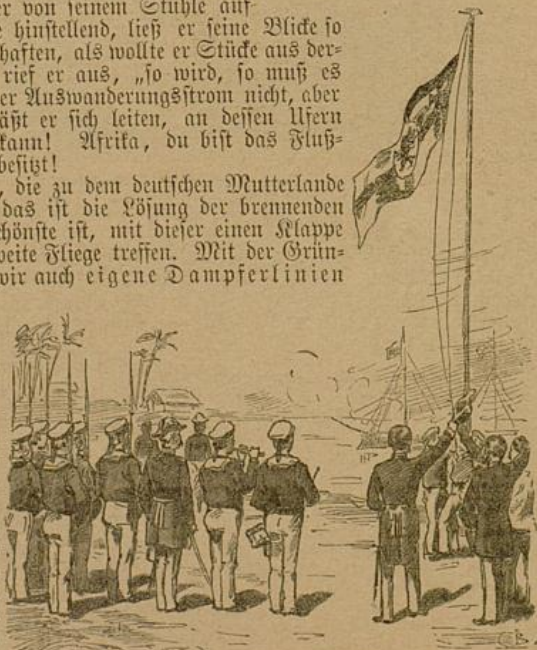 er von seinem Stuhle auf-
e hinstellend, ließ er seine Blicke so
haften, als wollte er Stücke aus der-
rief er aus, „so wird, so muß es
er Auswanderungsstrom nicht, aber
äßt er sich leiten, an dessen Ufern
kann! Afrika, du bist das Fluß-
besitzt!
, die zu dem deutschen Mutterlande
das ist die Lösung der brennenden
chönste ist, mit dieser einen Klappe
weite Fliege treffen. Mit der Grün-
wir auch eigene Dampferlinien